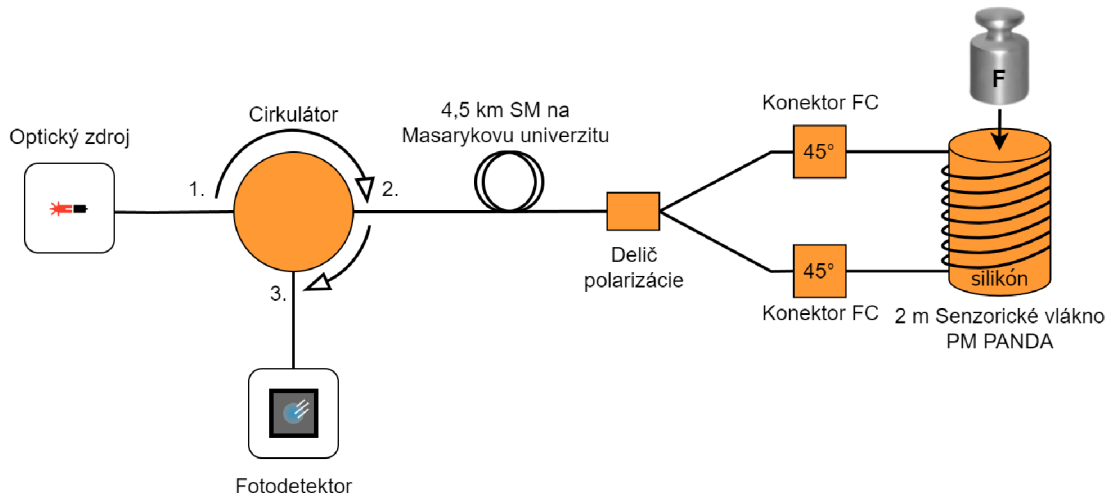 Optický zdroj
Cirkulátor
1.
2.
3.
Fotodetektor
4,5 km SM na
Masarykovu univerzitu
Delič
polarizácie
Konektor FC
45°
45°
Konektor FC
F
silikón
2 m Senzorické vlákno
PM PANDA